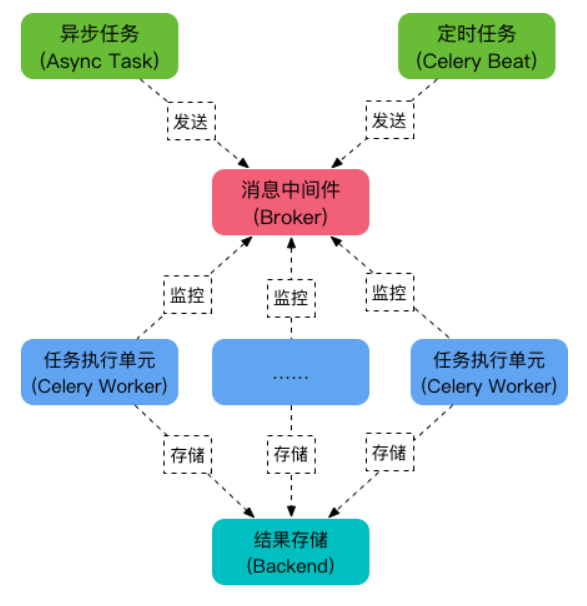 异步任务
(Async Task)
定时任务
(Celery Beat)
发送
发送
消息中间件
(Broker)
监控
监控
监控
任务执行单元
(Celery Worker)
……
任务执行单元
(Celery Worker)
存储
存储
存储
结果存储
(Backend)